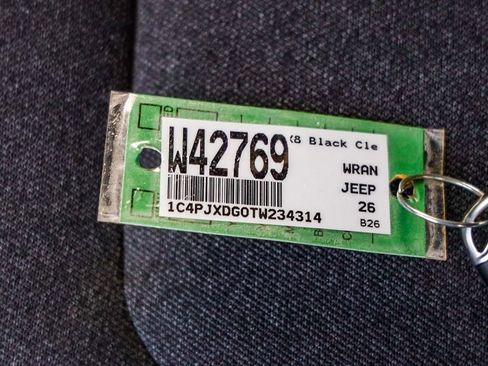 W42769
(8 Black Cle
WRAN
JEEP
26
B26
1C4PJXDG0TW234314